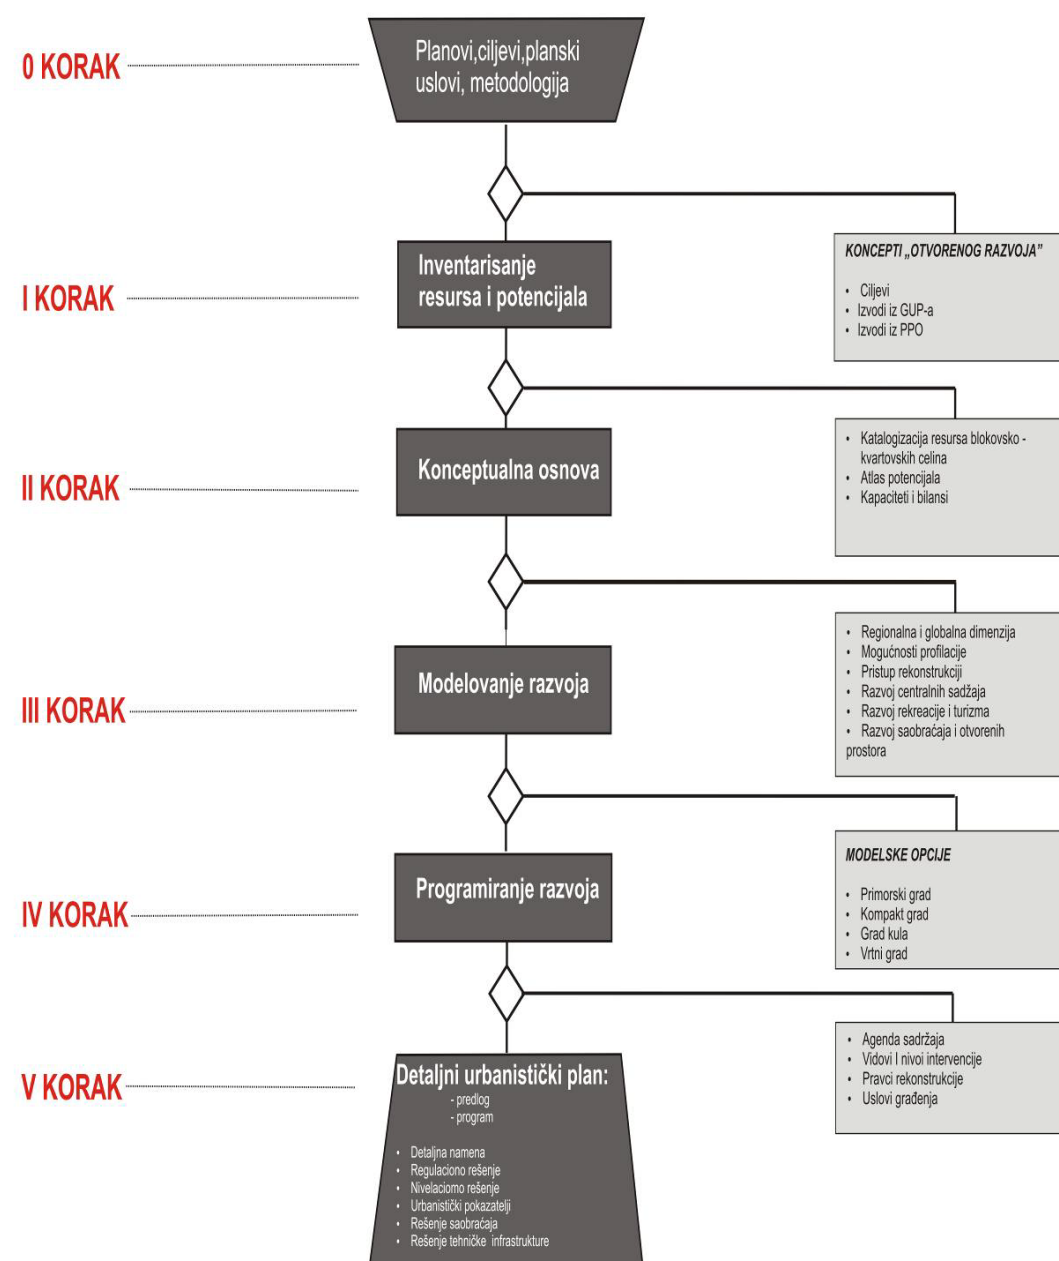 0 KORAK
Planovi,ciljevi,planski
uslovi, metodologija
KONCEPTI „OTVORENOG RAZVOJA”
• Ciljevi
• Izvodi iz GUP-a
• Izvodi iz PPO
I KORAK
Inventarisanje
resursa i potencijala
• Katalogizacija resursa blokovsko -
kvartovskih celina
• Atlas potencijala
• Kapaciteti i bilansi
II KORAK
Konceptualna osnova
• Regionalna i globalna dimenzija
• Mogućnosti profilacije
• Pristup rekonstrukciji
• Razvoj centralnih sadžaja
• Razvoj rekreacije i turizma
• Razvoj saobraćaja i otvorenih
prostora
III KORAK
Modelovanje razvoja
MODELSKE OPCIJE
• Primorski grad
• Kompakt grad
• Grad kula
• Vrtni grad
IV KORAK
Programiranje razvoja
• Agenda sadržaja
• Vidovi I nivoi intervencije
• Pravci rekonstrukcije
• Uslovi građenja
V KORAK
Detaljni urbanistički plan:
- predlog
- program
• Detaljna namena
• Regulaciono rešenje
• Nivelaciomo rešenje
• Urbanistički pokazatelji
• Rešenje saobraćaja
• Rešenje tehničke infrastrukture